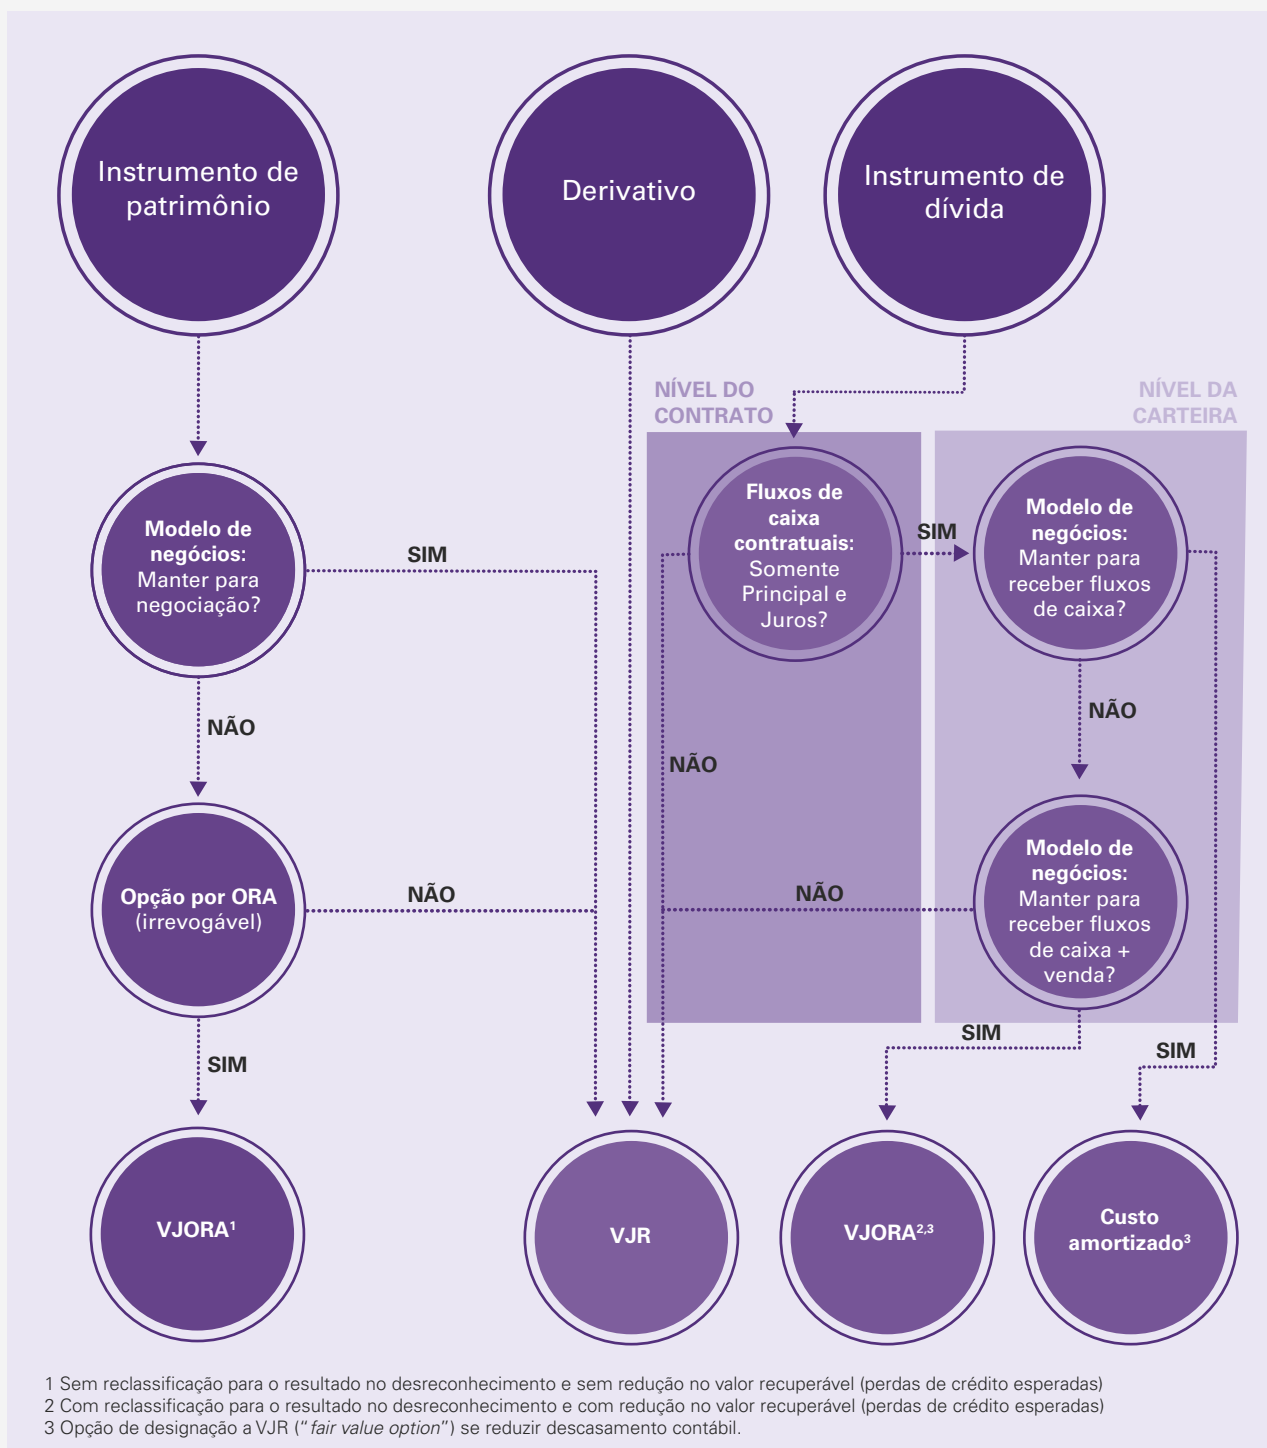 Instrumento de
patrimônio
Derivativo
Instrumento de
dívida
NÍVEL DO
CONTRATO
NÍVEL DA
CARTEIRA
Modelo de
negócios:
Manter para
negociação?
SIM
Fluxos de
caixa
contratuais:
Somente
Principal e
Juros?
SIM
Modelo de
negócios:
Manter para
receber fluxos
de caixa?
NÃO
NÃO
NÃO
Opção por ORA
(irrevogável)
NÃO
NÃO
Modelo de
negócios:
Manter para
receber fluxos
de caixa +
venda?
SIM
SIM
SIM
VJORA¹
VJR
VJORA²,³
Custo
amortizado³
1 Sem reclassificação para o resultado no desreconhecimento e sem redução no valor recuperável (perdas de crédito esperadas)
2 Com reclassificação para o resultado no desreconhecimento e com redução no valor recuperável (perdas de crédito esperadas)
3 Opção de designação a VJR (“fair value option”) se reduzir descasamento contábil.